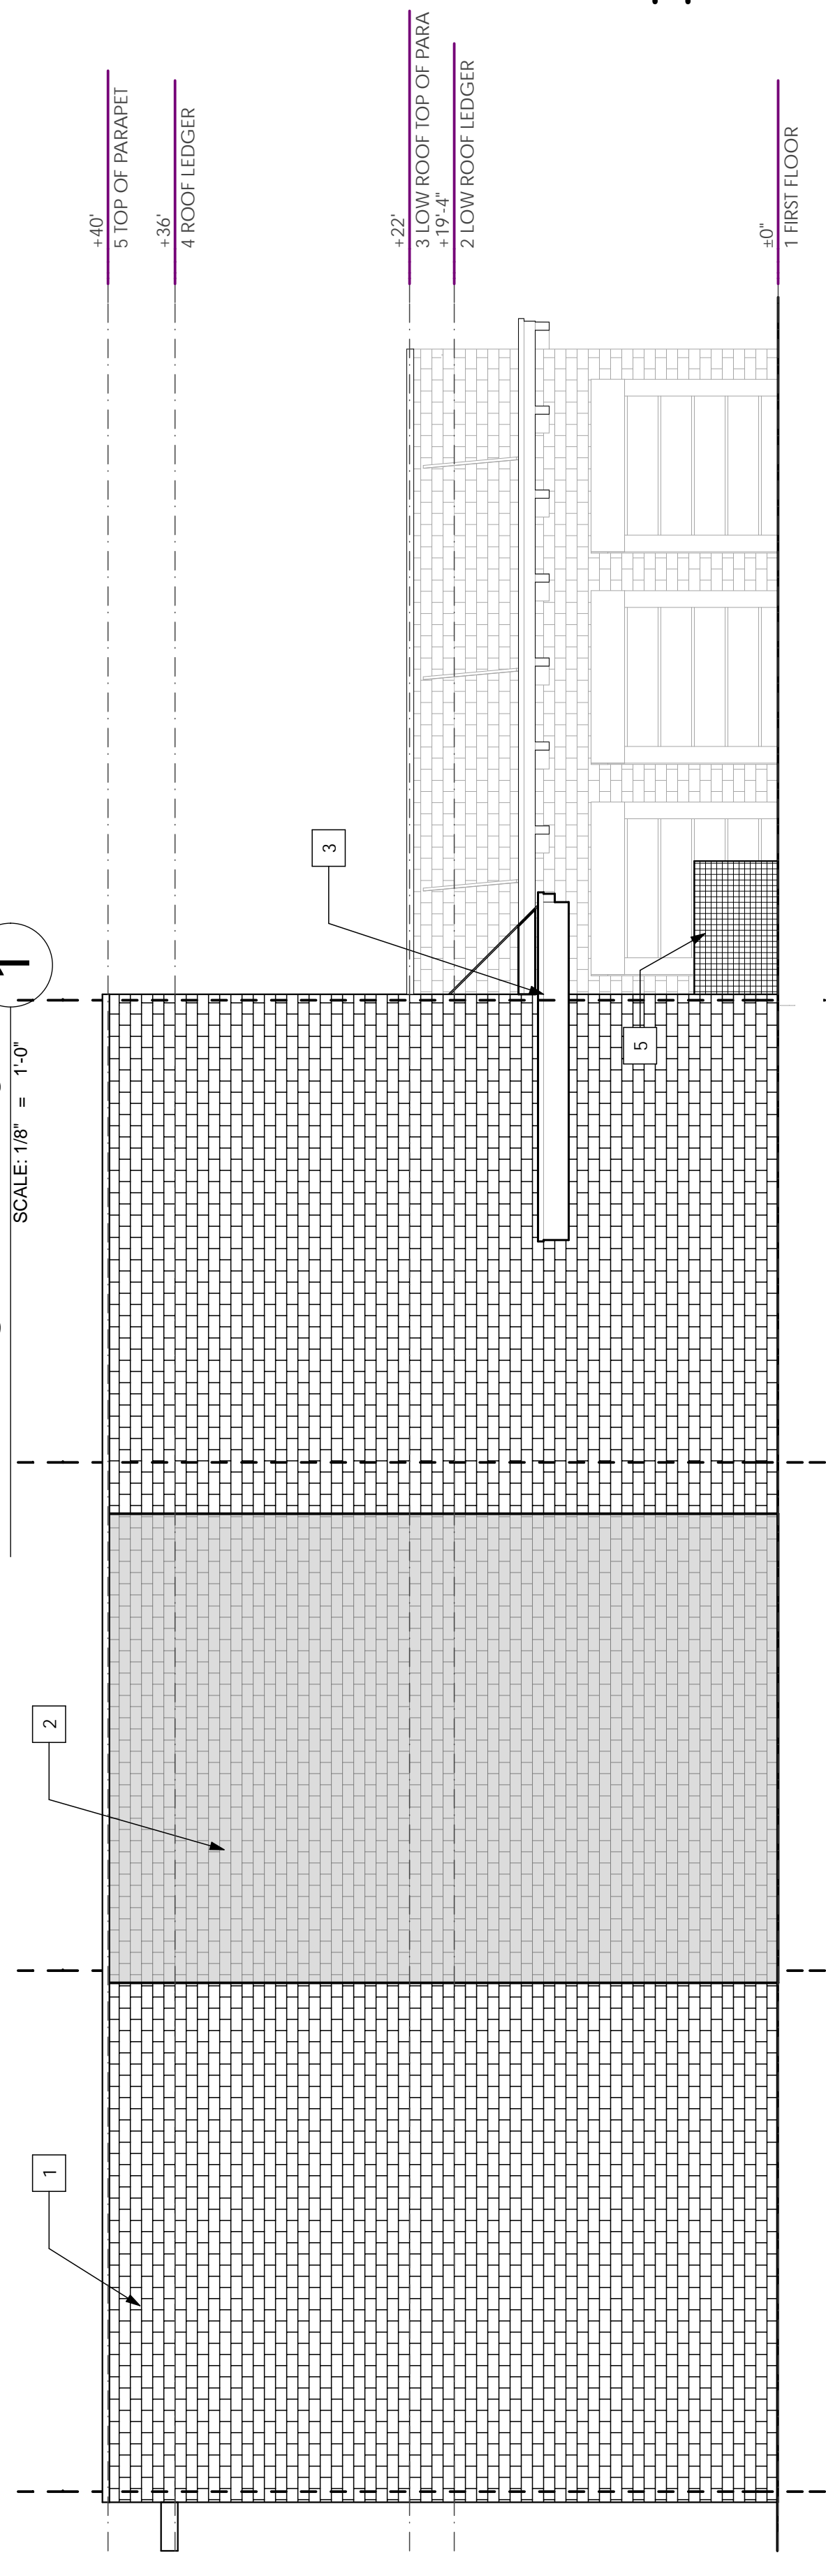 SCALE: 1/8" = 1'-0"
+40'
5 TOP OF PARAPET
+36'
4 ROOF LEDGER
+22'
3 LOW ROOF TOP OF PARA
+19'-4"
2 LOW ROOF LEDGER
±0"
1 FIRST FLOOR
1
2
3
5